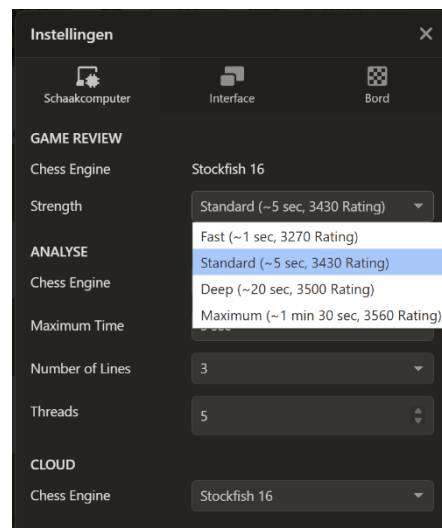 Instellingen
Schaakcomputer
Interface
Bord
GAME REVIEW
Chess Engine
Stockfish 16
Strength
Standard (~5 sec, 3430 Rating)
Fast (~1 sec, 3270 Rating)
Standard (~5 sec, 3430 Rating)
Deep (~20 sec, 3500 Rating)
Maximum (~1 min 30 sec, 3560 Rating)
ANALYSE
Chess Engine
Maximum Time
Number of Lines
3
Threads
5
CLOUD
Chess Engine
Stockfish 16